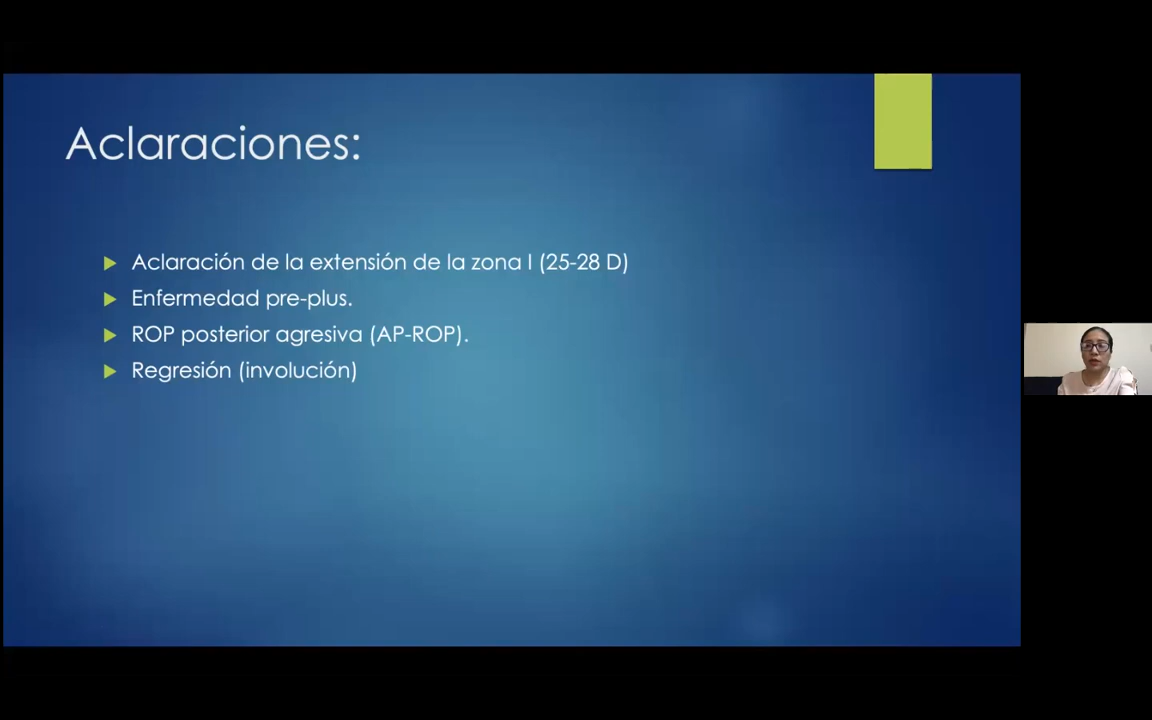 Aclaraciones:
Aclaración de la extensión de la zona I (25-28 D)
Enfermedad pre-plus.
ROP posterior agresiva (AP-ROP).
Regresión (involución)